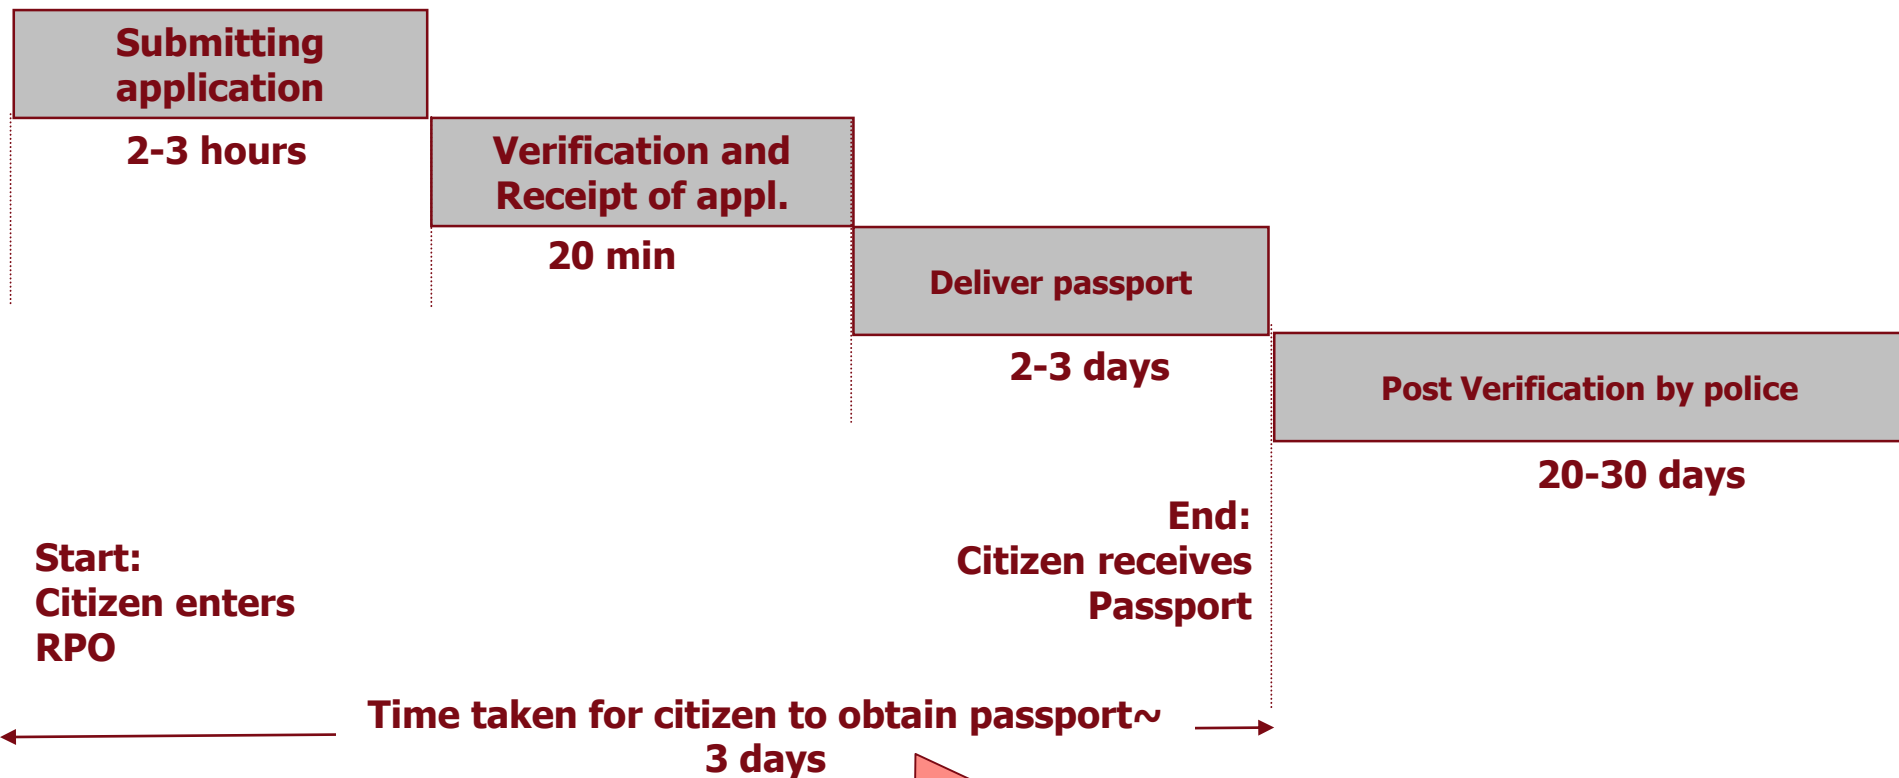 Submitting
application
2-3 hours
Verification and
Receipt of appl.
20 min
Deliver passport
2-3 days
Post Verification by police
20-30 days
Start:
Citizen enters
RPO
End:
Citizen receives
Passport
Time taken for citizen to obtain passport~
3 days